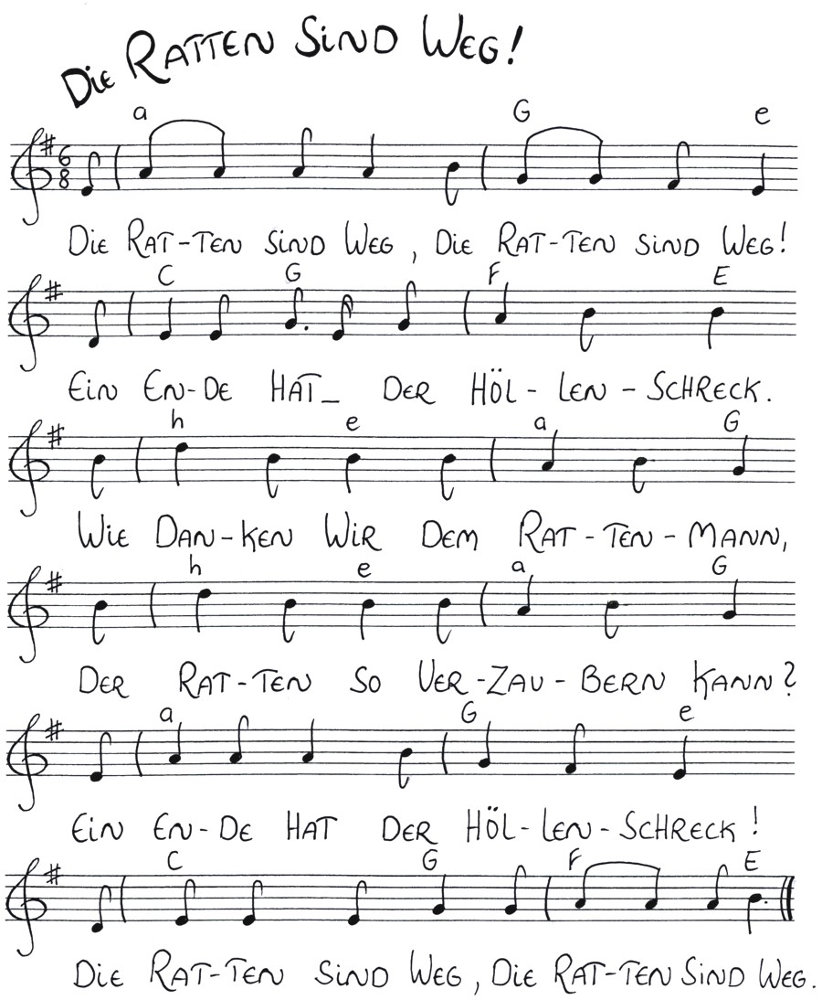 Die RATTEN SiND WEG!
a G e
6
8
Die RAT-TEN SiND WEG, Die RAT-TEN SiND WEG!
C G F E
EiN EN-DE HAT_ DER HÖL-LEN-SCHRECK.
h e a G
WiE DAN-KEN WiR DEM RAT-TEN-MANN,
h e a G
DER RAT-TEN SO VER-ZAU-BERN KANN?
a G e
EiN EN-DE HAT DER HÖL-LEN-SCHRECK!
C G F E
Die RAT-TEN SiND WEG, Die RAT-TEN SiND WEG.